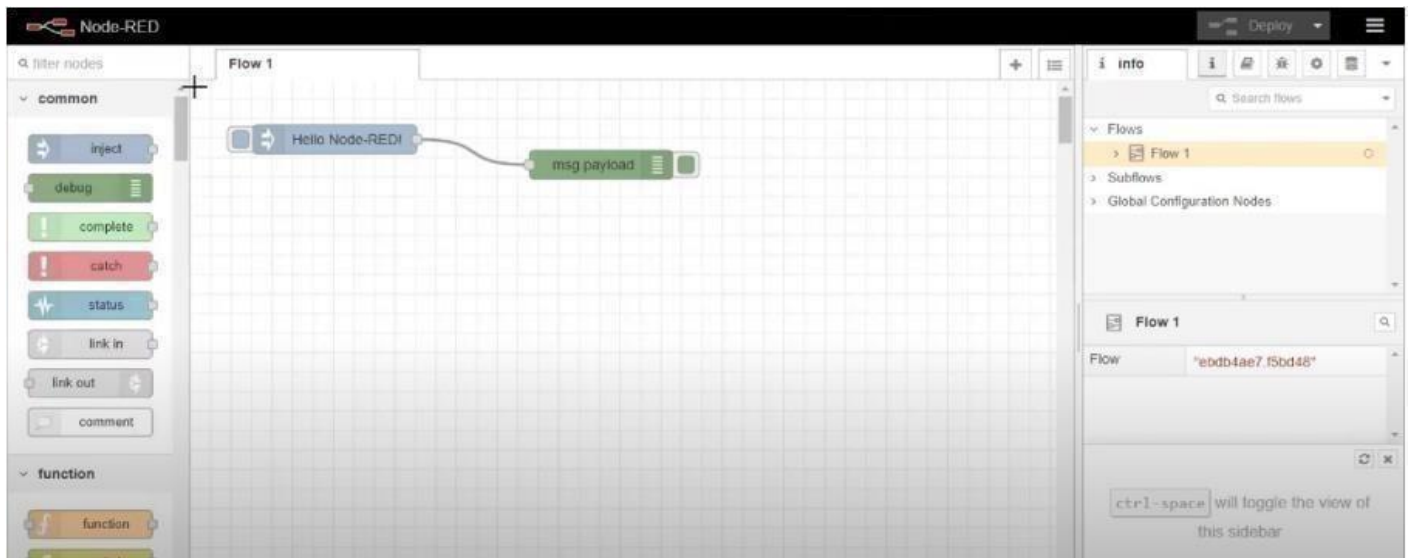 Node-RED
Deploy
filter nodes
Flow 1
info
i
Search flows
common
inject
debug
complete
catch
status
link in
link out
comment
function
function
Hello Node-RED!
msg payload
Flows
Flow 1
Subflows
Global Configuration Nodes
Flow 1
Flow "ebdb4ae7.f5bd48"
ctrl-space will toggle the view of
this sidebar